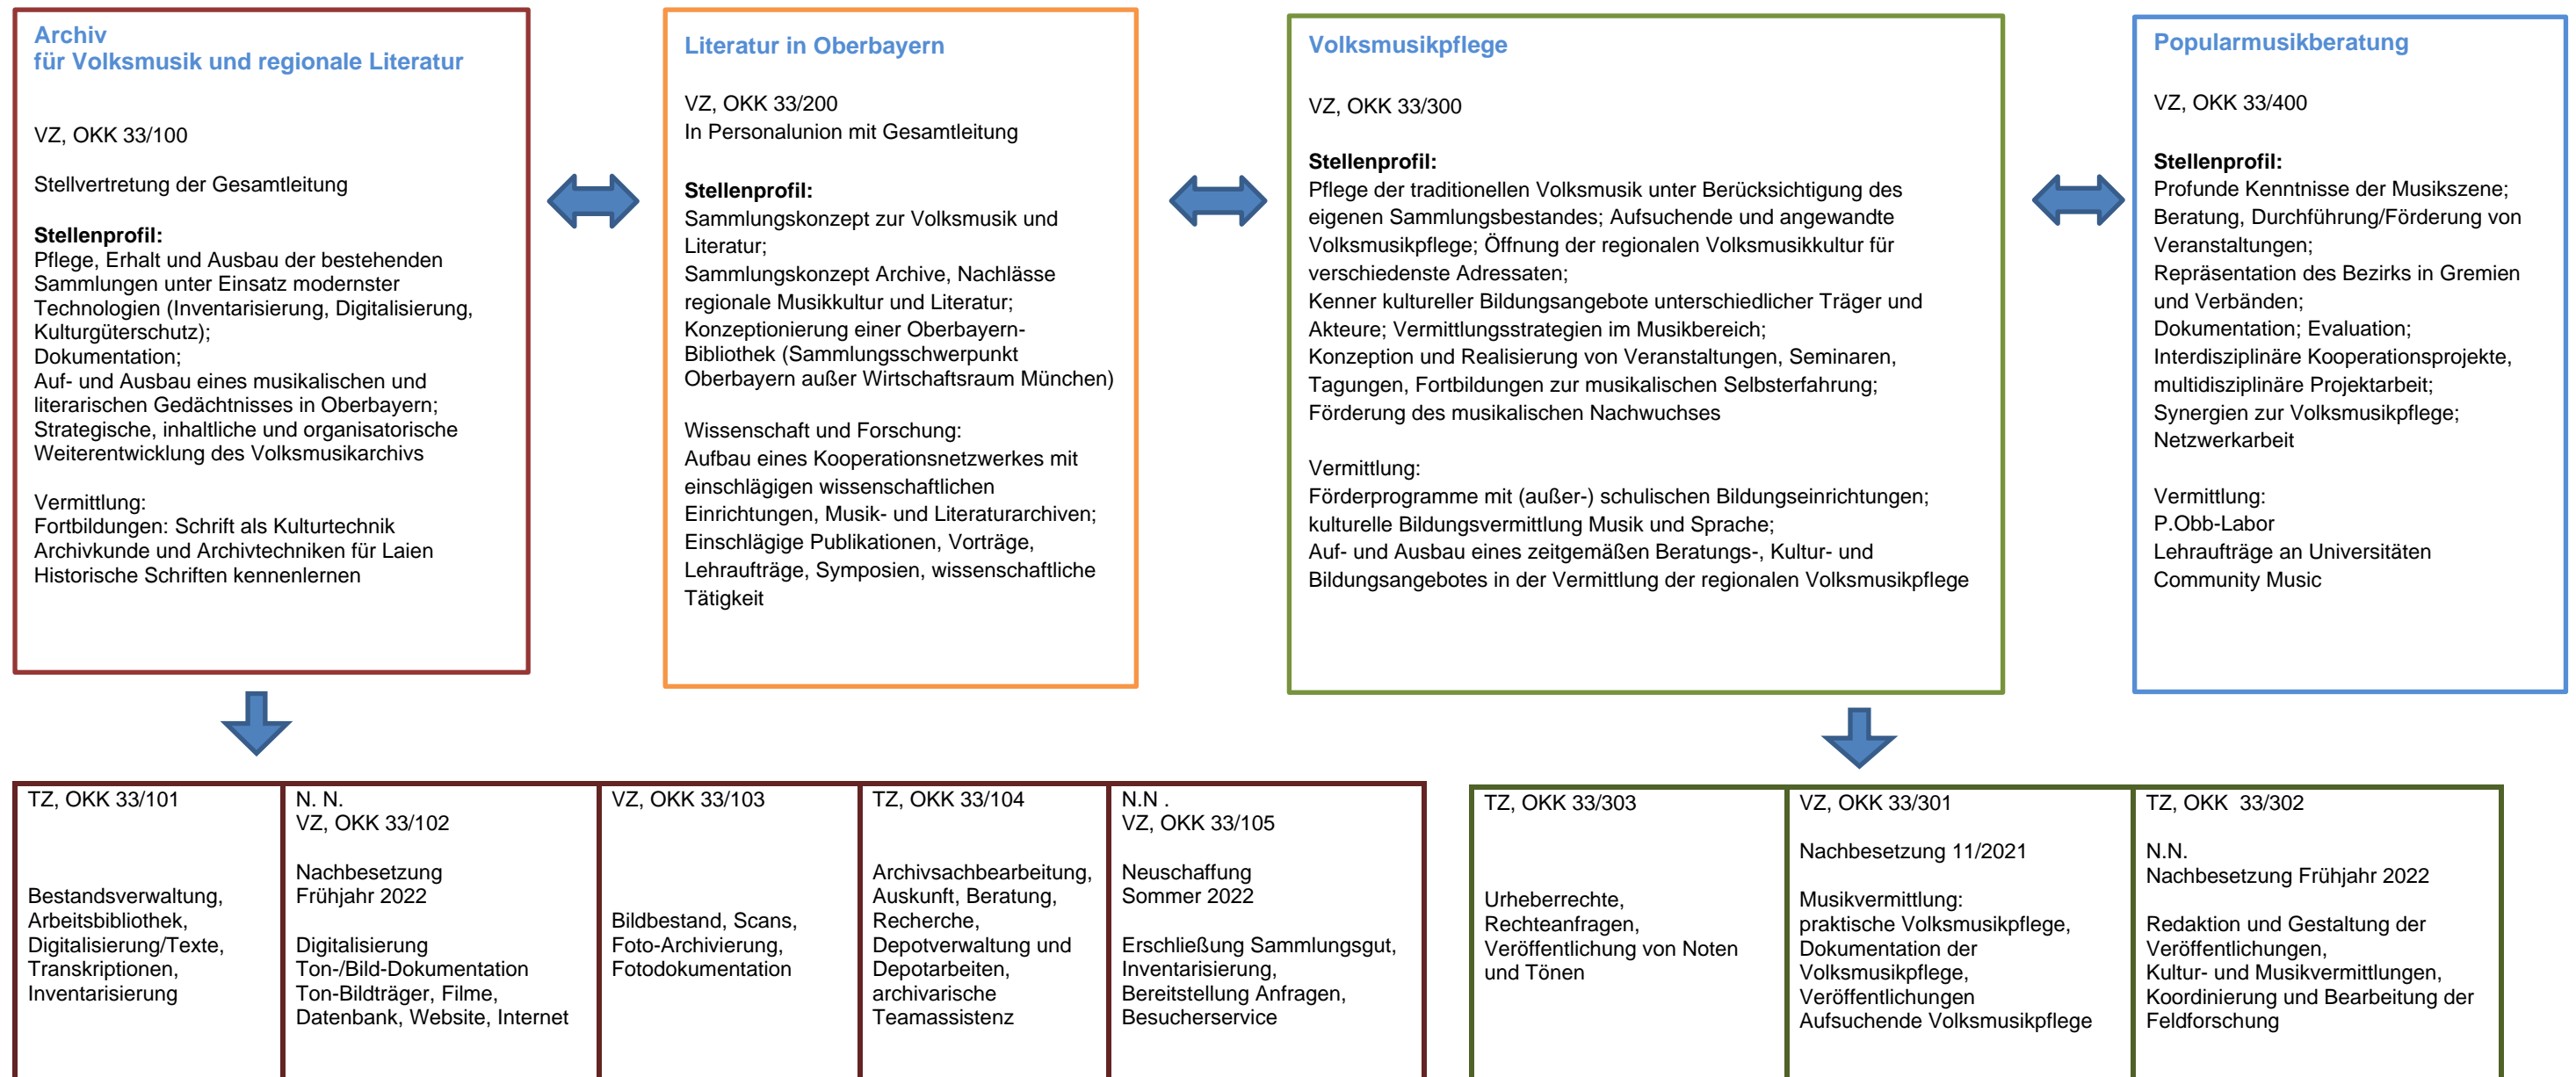 Archiv
für Volksmusik und regionale Literatur
VZ, OKK 33/100
Stellvertretung der Gesamtleitung
Stellenprofil:
Pflege, Erhalt und Ausbau der bestehenden
Sammlungen unter Einsatz modernster
Technologien (Inventarisierung, Digitalisierung,
Kulturgüterschutz);
Dokumentation;
Auf- und Ausbau eines musikalischen und
literarischen Gedächtnisses in Oberbayern;
Strategische, inhaltliche und organisatorische
Weiterentwicklung des Volksmusikarchivs
Vermittlung:
Fortbildungen: Schrift als Kulturtechnik
Archivkunde und Archivtechniken für Laien
Historische Schriften kennenlernen
Literatur in Oberbayern
VZ, OKK 33/200
In Personalunion mit Gesamtleitung
Stellenprofil:
Sammlungskonzept zur Volksmusik und
Literatur;
Sammlungskonzept Archive, Nachlässe
regionale Musikkultur und Literatur;
Konzeptionierung einer Oberbayern-
Bibliothek (Sammlungsschwerpunkt
Oberbayern außer Wirtschaftsraum München)
Wissenschaft und Forschung:
Aufbau eines Kooperationsnetzwerkes mit
einschlägigen wissenschaftlichen
Einrichtungen, Musik- und Literaturarchiven;
Einschlägige Publikationen, Vorträge,
Lehraufträge, Symposien, wissenschaftliche
Tätigkeit
Volksmusikpflege
VZ, OKK 33/300
Stellenprofil:
Pflege der traditionellen Volksmusik unter Berücksichtigung des
eigenen Sammlungsbestandes; Aufsuchende und angewandte
Volksmusikpflege; Öffnung der regionalen Volksmusikkultur für
verschiedenste Adressaten;
Kenner kultureller Bildungsangebote unterschiedlicher Träger und
Akteure; Vermittlungsstrategien im Musikbereich;
Konzeption und Realisierung von Veranstaltungen, Seminaren,
Tagungen, Fortbildungen zur musikalischen Selbsterfahrung;
Förderung des musikalischen Nachwuchses
Vermittlung:
Förderprogramme mit (außer-) schulischen Bildungseinrichtungen;
kulturelle Bildungsvermittlung Musik und Sprache;
Auf- und Ausbau eines zeitgemäßen Beratungs-, Kultur- und
Bildungsangebotes in der Vermittlung der regionalen Volksmusikpflege
Popularmusikberatung
VZ, OKK 33/400
Stellenprofil:
Profunde Kenntnisse der Musikszene;
Beratung, Durchführung/Förderung von
Veranstaltungen;
Repräsentation des Bezirks in Gremien
und Verbänden;
Dokumentation; Evaluation;
Interdisziplinäre Kooperationsprojekte,
multidisziplinäre Projektarbeit;
Synergien zur Volksmusikpflege;
Netzwerkarbeit
Vermittlung:
P.Obb-Labor
Lehraufträge an Universitäten
Community Music
TZ, OKK 33/101
Bestandsverwaltung,
Arbeitsbibliothek,
Digitalisierung/Texte,
Transkriptionen,
Inventarisierung
N. N.
VZ, OKK 33/102
Nachbesetzung
Frühjahr 2022
Digitalisierung
Ton-/Bild-Dokumentation
Ton-Bildträger, Filme,
Datenbank, Website, Internet
VZ, OKK 33/103
Bildbestand, Scans,
Foto-Archivierung,
Fotodokumentation
TZ, OKK 33/104
Archivsachbearbeitung,
Auskunft, Beratung,
Recherche,
Depotverwaltung und
Depotarbeiten,
archivarische
Teamassistenz
N.N .
VZ, OKK 33/105
Neuschaffung
Sommer 2022
Erschließung Sammlungsgut,
Inventarisierung,
Bereitstellung Anfragen,
Besucherservice
TZ, OKK 33/303
Urheberrechte,
Rechteanfragen,
Veröffentlichung von Noten
und Tönen
VZ, OKK 33/301
Nachbesetzung 11/2021
Musikvermittlung:
praktische Volksmusikpflege,
Dokumentation der
Volksmusikpflege,
Veröffentlichungen
Aufsuchende Volksmusikpflege
TZ, OKK 33/302
N.N.
Nachbesetzung Frühjahr 2022
Redaktion und Gestaltung der
Veröffentlichungen,
Kultur- und Musikvermittlungen,
Koordinierung und Bearbeitung der
Feldforschung